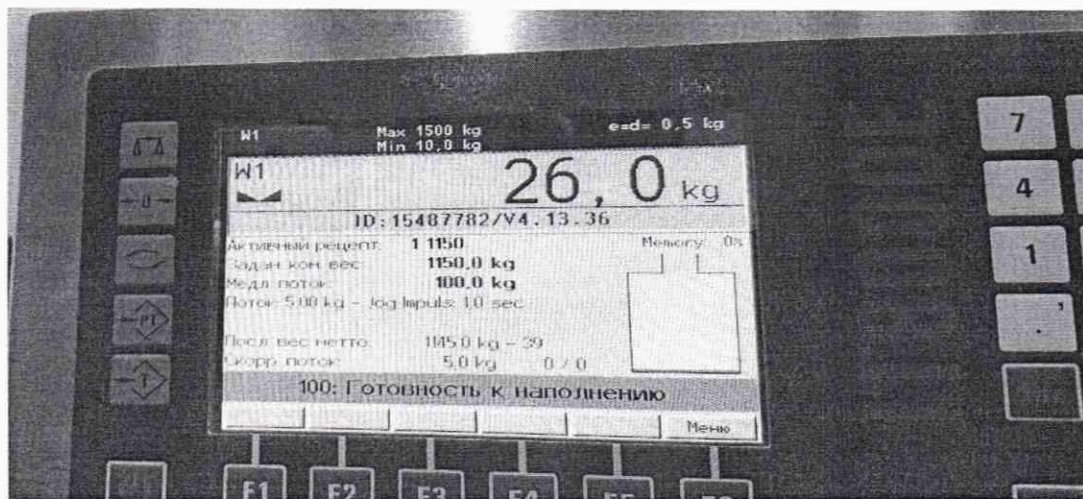 W1 Max 1500 kg e=d= 0,5 kg
Min 10,0 kg
W1
26,0 kg
ID:15487782/V4.13.36
Активный рецепт: 1 1150 Memory: 0%
Задан кон вес: 1150,0 kg
Медл поток: 100,0 kg
Поток: 5.00 kg - Jog Impuls: 1.0 sec
Посл вес нетто: 1145.0 kg - 39
Скорр поток: 5,0 kg 0 / 0
100: Готовность к наполнению
Меню
F1 F2 F3 F4
7
4
1
. ,
→0←
PT
T